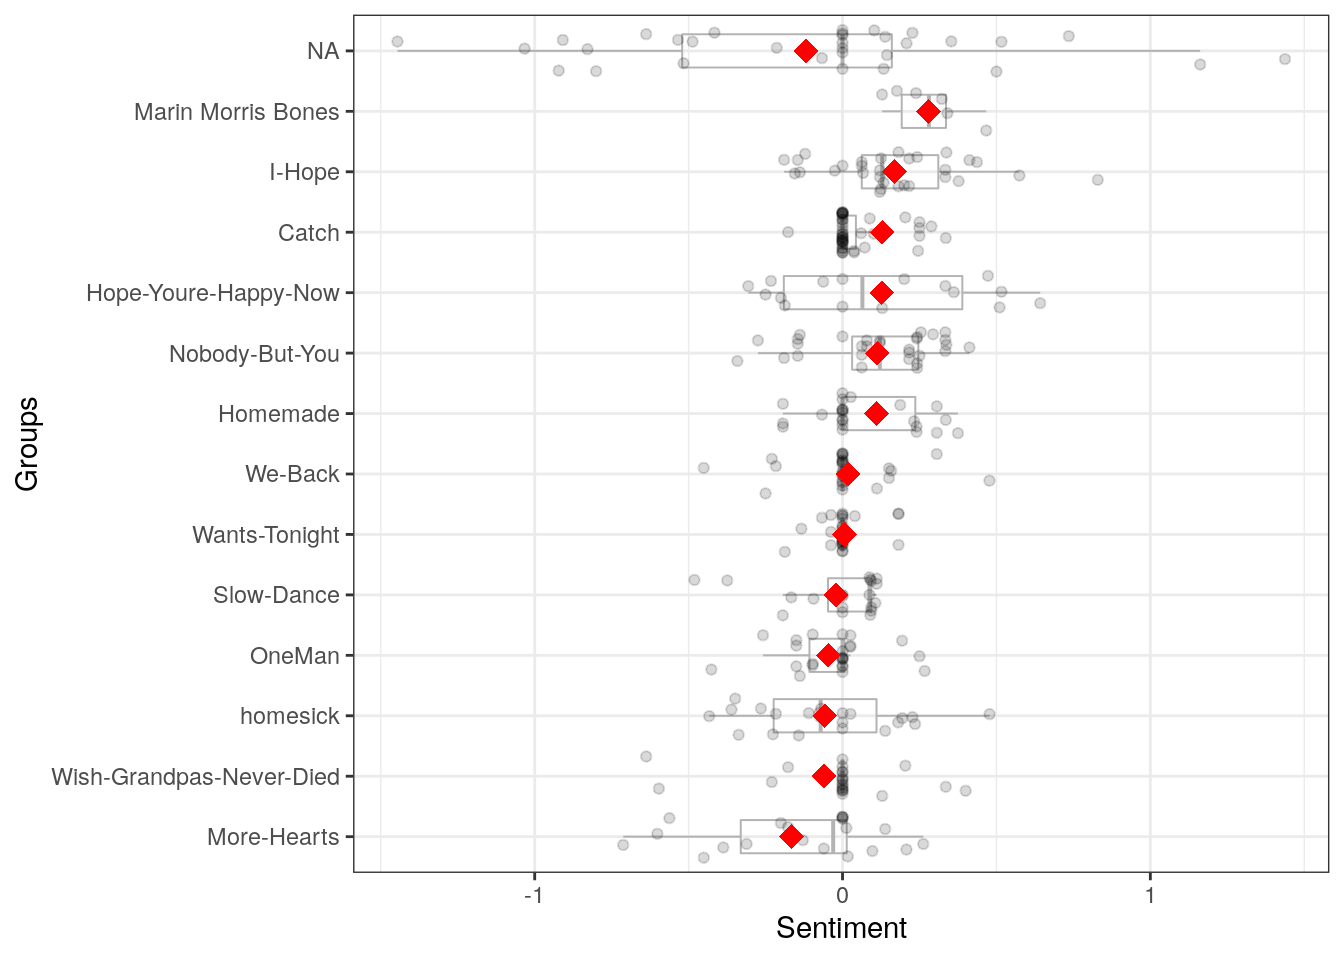 NA
Marin Morris Bones
I-Hope
Catch
Hope-Youre-Happy-Now
Nobody-But-You
Homemade
We-Back
Wants-Tonight
Slow-Dance
OneMan
homesick
Wish-Grandpas-Never-Died
More-Hearts
Groups
-1 0 1
Sentiment